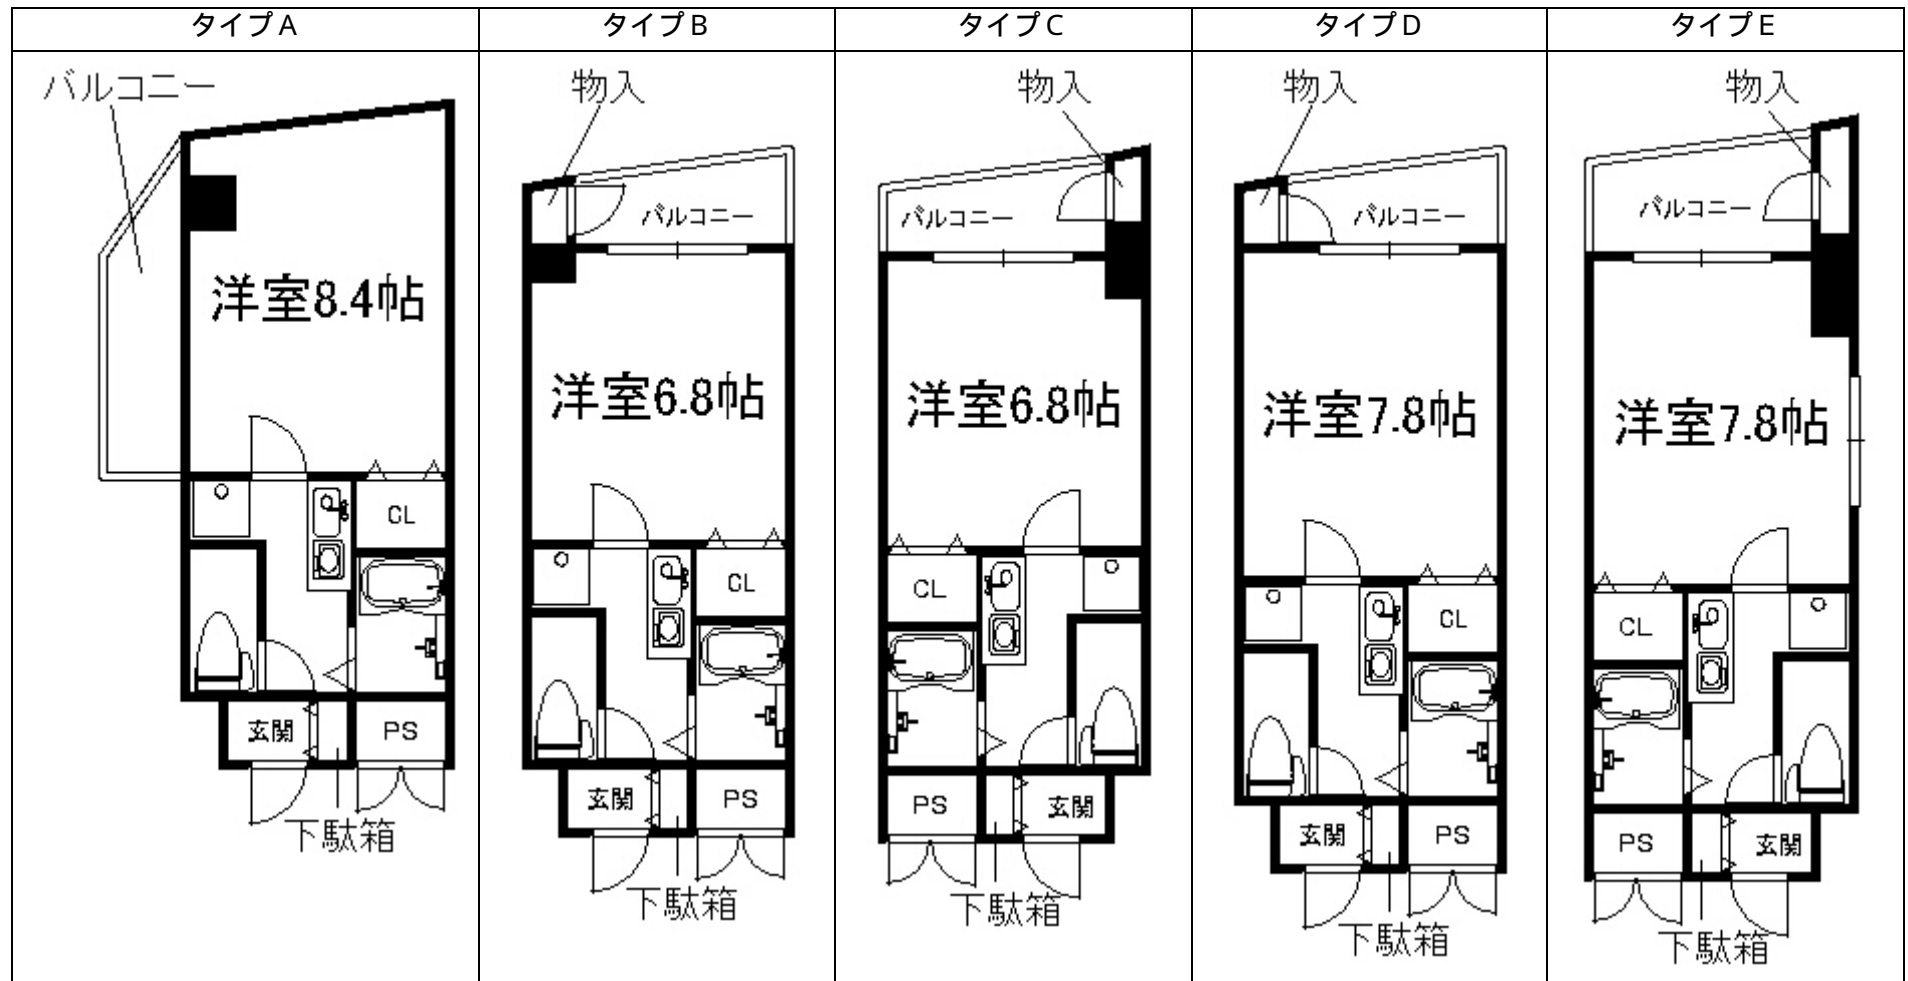 タイプA
タイプB
タイプC
タイプD
タイプE
バルコニー
洋室8.4帖
CL
玄関
PS
下駄箱
物入
バルコニー
洋室6.8帖
CL
玄関
PS
下駄箱
物入
バルコニー
洋室6.8帖
CL
PS
玄関
下駄箱
物入
バルコニー
洋室7.8帖
CL
玄関
PS
下駄箱
物入
バルコニー
洋室7.8帖
CL
PS
玄関
下駄箱